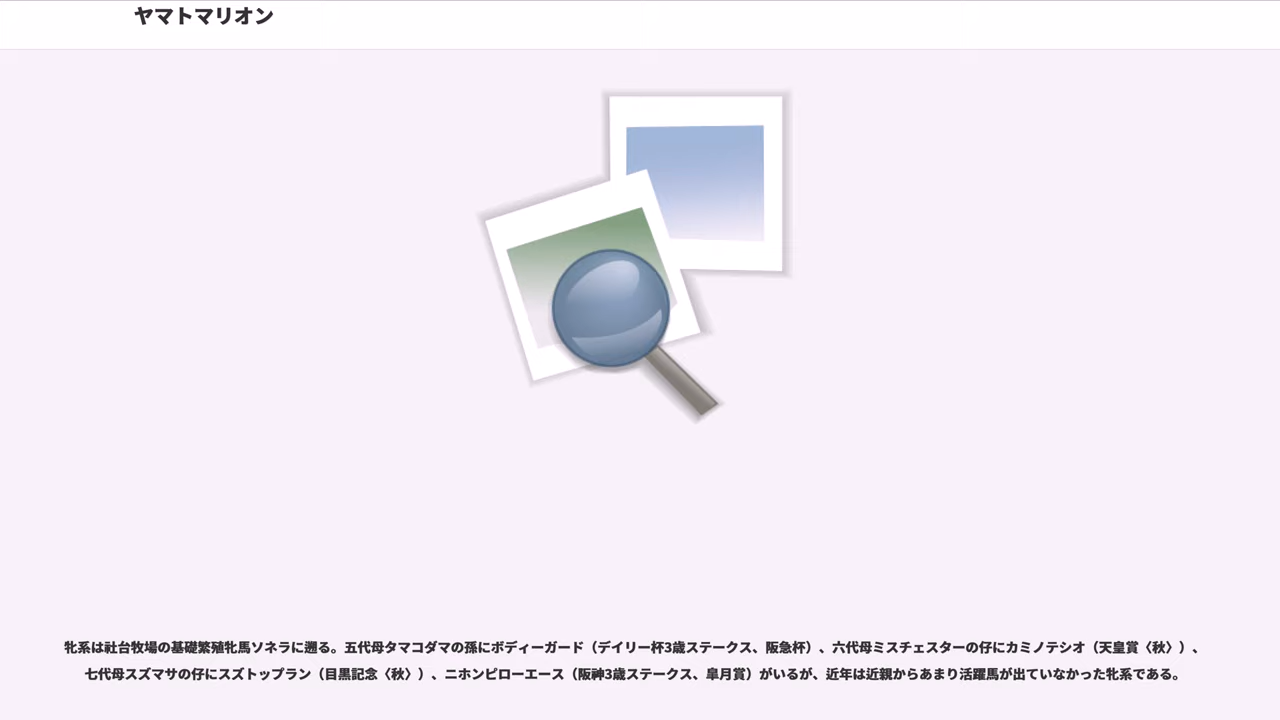 ヤマトマリオン
牝系は社台牧場の基礎繁殖牝馬ソネラに遡る。五代母タマコダマの孫にボディーガード（デイリー杯3歳ステークス、阪急杯）、六代母ミスチェスターの仔にカミノテシオ（天皇賞〈秋〉）、
七代母スズマサの仔にスズトップラン（目黒記念〈秋〉）、ニホンピローエース（阪神3歳ステークス、皐月賞）がいるが、近年は近親からあまり活躍馬が出ていなかった牝系である。